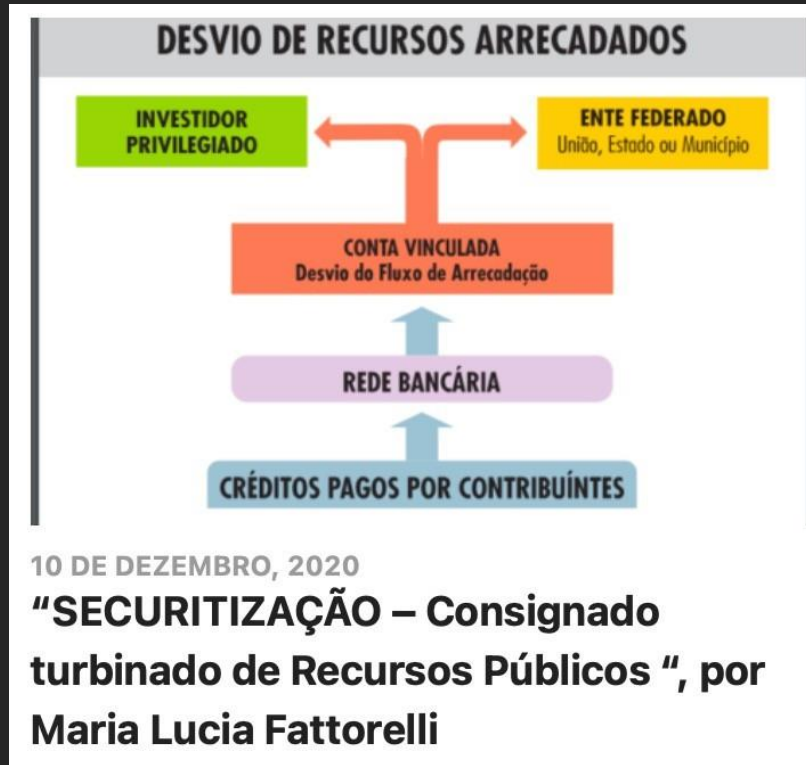 DESVIO DE RECURSOS ARRECADADOS
INVESTIDOR
PRIVILEGIADO
ENTE FEDERADO
União, Estado ou Município
CONTA VINCULADA
Desvio do Fluxo de Arrecadação
REDE BANCÁRIA
CRÉDITOS PAGOS POR CONTRIBUÍNTES
10 DE DEZEMBRO, 2020
“SECURITIZAÇÃO – Consignado
turbinado de Recursos Públicos “, por
Maria Lucia Fattorelli